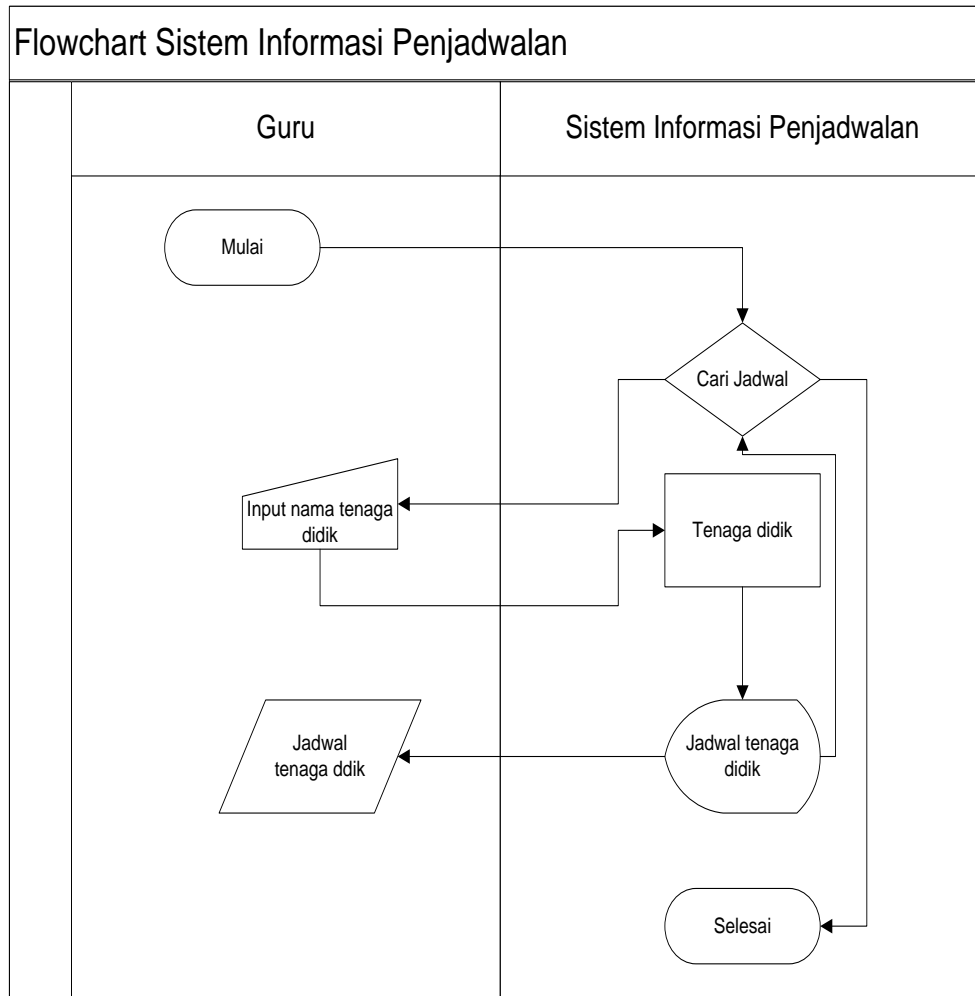 Flowchart Sistem Informasi Penjadwalan
Guru
Sistem Informasi Penjadwalan
Mulai
Cari Jadwal
Input nama tenaga
didik
Tenaga didik
Jadwal
tenaga ddik
Jadwal tenaga
didik
Selesai